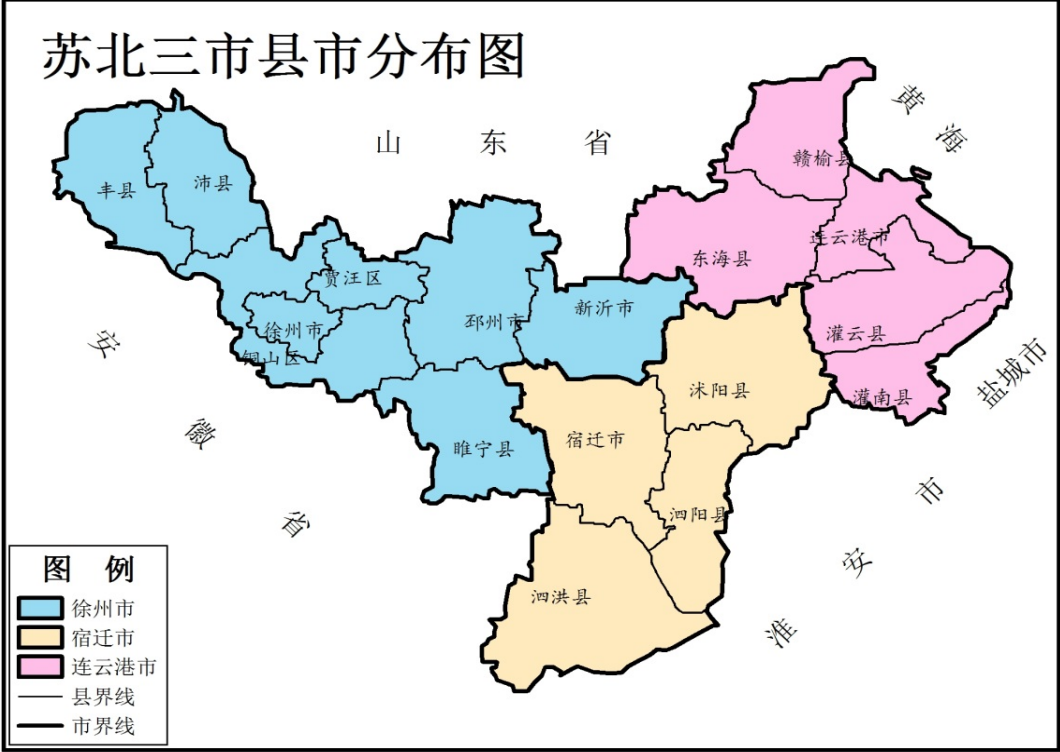 苏北三市县市分布图
山东省
黄海
丰县
沛县
赣榆县
连云港市
东海县
贾汪区
新沂市
徐州市
邳州市
铜山区
灌云县
沭阳县
灌南县
盐城市
安徽省
睢宁县
宿迁市
泗阳县
泗洪县
淮安市
图 例
徐州市
宿迁市
连云港市
县界线
市界线